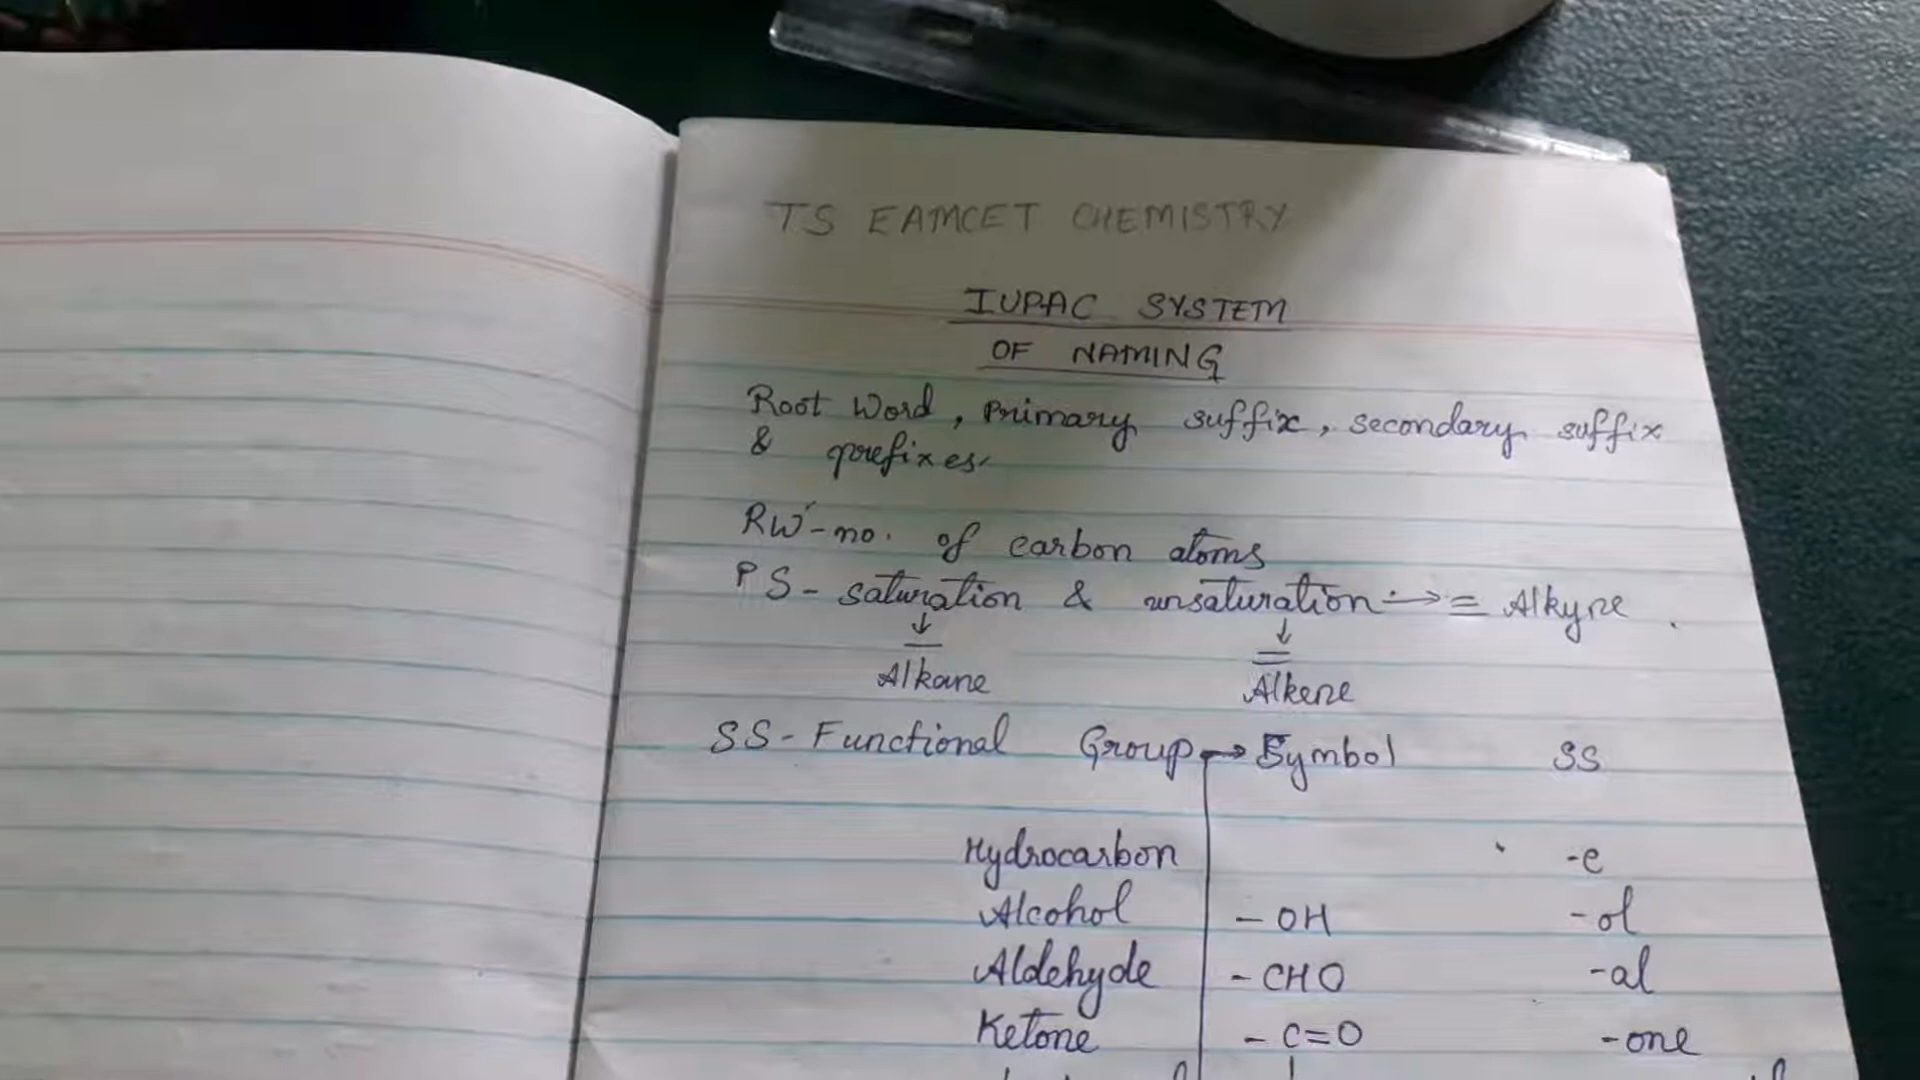 TS EAMCET CHEMISTRY
IUPAC SYSTEM
OF NAMING
Root Word, Primary suffix, secondary suffix
& prefixes
RW - no. of carbon atoms
PS - saturation & unsaturation → ≡ Alkyne
↓ ↓
— =
Alkane Alkene
SS - Functional Group → Symbol SS
Hydrocarbon -e
Alcohol - OH -ol
Aldehyde - CHO -al
Ketone - C=O -one